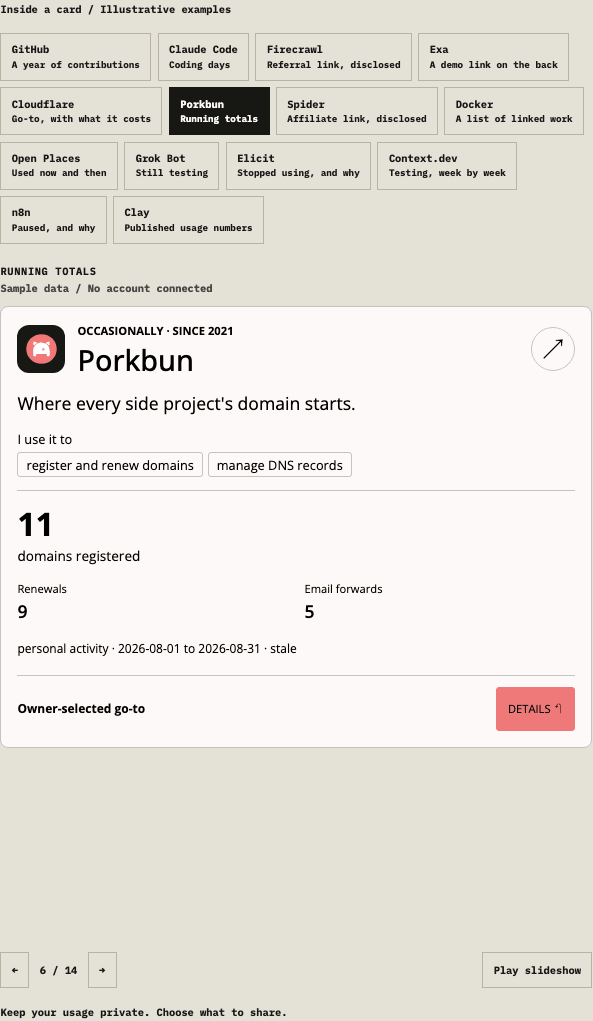 Inside a card / Illustrative examples
GitHub
A year of contributions
Claude Code
Coding days
Firecrawl
Referral link, disclosed
Exa
A demo link on the back
Cloudflare
Go-to, with what it costs
Porkbun
Running totals
Spider
Affiliate link, disclosed
Docker
A list of linked work
Open Places
Used now and then
Grok Bot
Still testing
Elicit
Stopped using, and why
Context.dev
Testing, week by week
n8n
Paused, and why
Clay
Published usage numbers
RUNNING TOTALS
Sample data / No account connected
OCCASIONALLY · SINCE 2021
Porkbun
Where every side project's domain starts.
I use it to
register and renew domains
manage DNS records
11
domains registered
Renewals
9
Email forwards
5
personal activity · 2026-08-01 to 2026-08-31 · stale
Owner-selected go-to
DETAILS
← 6 / 14 →
Play slideshow
Keep your usage private. Choose what to share.